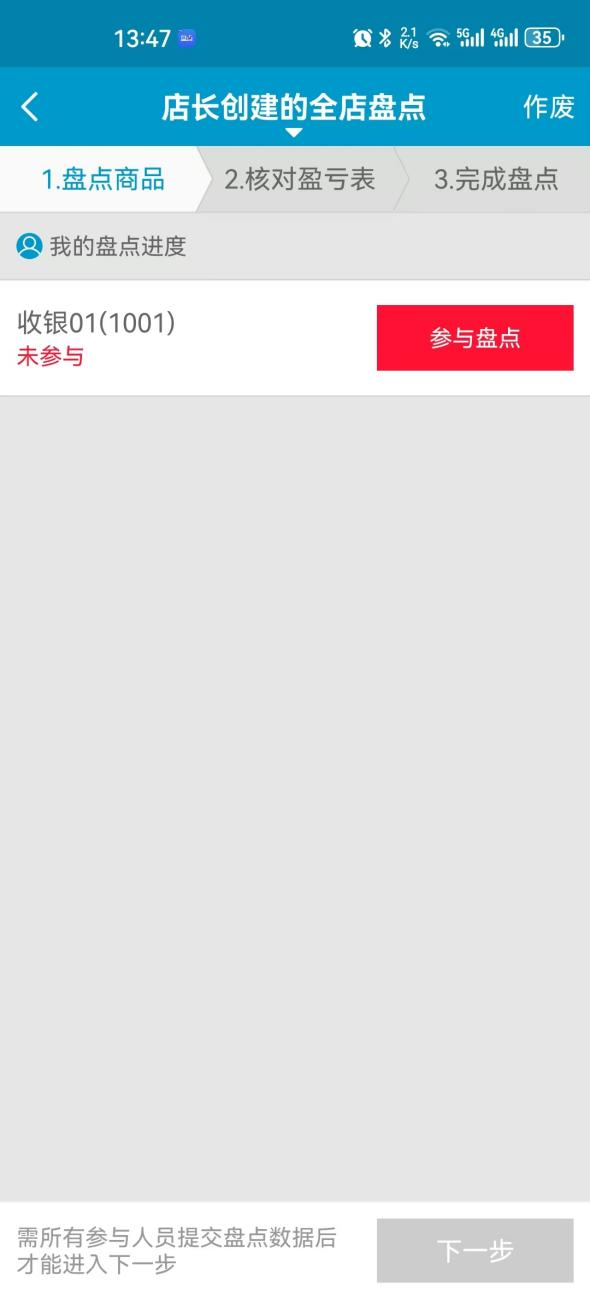 13:47
2.1
K/s
5G
4G
35
店长创建的全店盘点
作废
1.盘点商品
2.核对盈亏表
3.完成盘点
我的盘点进度
收银01(1001)
未参与
参与盘点
需所有参与人员提交盘点数据后
才能进入下一步
下一步